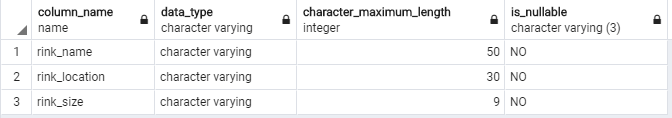 column_name data_type character_maximum_length is_nullable
name character varying integer character varying (3)
1 rink_name character varying 50 NO
2 rink_location character varying 30 NO
3 rink_size character varying 9 NO